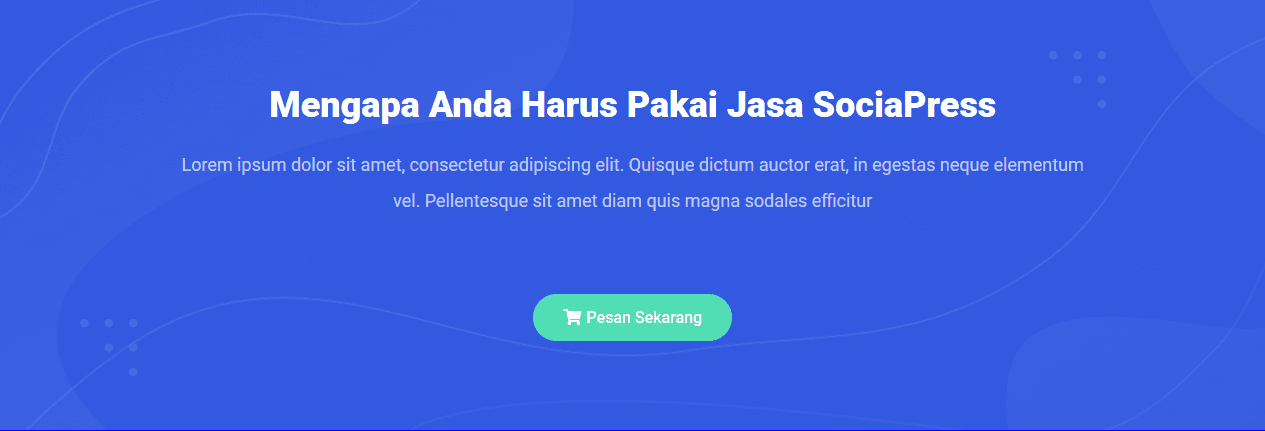 Mengapa Anda Harus Pakai Jasa SociaPress
Lorem ipsum dolor sit amet, consectetur adipiscing elit. Quisque dictum auctor erat, in egestas neque elementum
vel. Pellentesque sit amet diam quis magna sodales efficitur
Pesan Sekarang